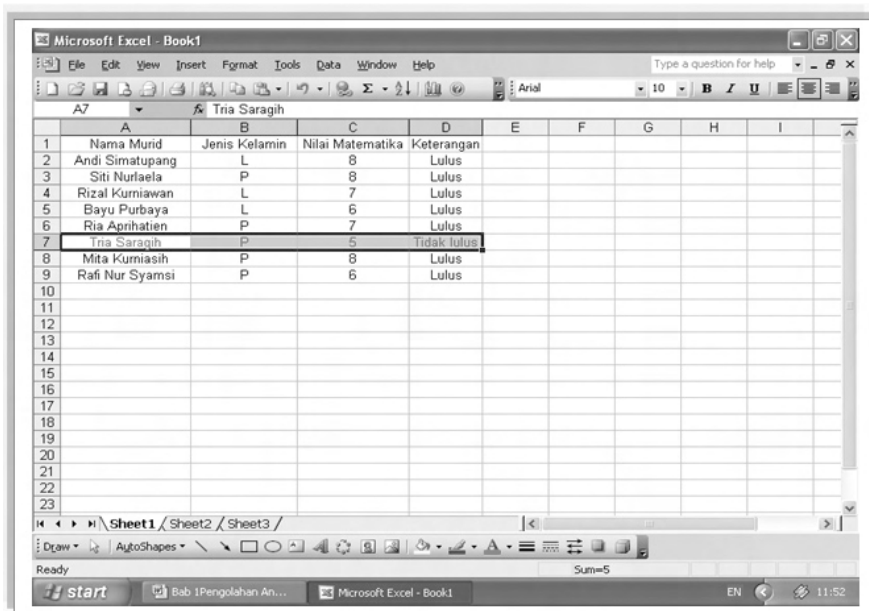 Microsoft Excel - Book1
File Edit View Insert Format Tools Data Window Help Type a question for help
Arial 10 B I U
A7 fx Tria Saragih
A B C D E F G H I
1 Nama Murid Jenis Kelamin Nilai Matematika Keterangan
2 Andi Simatupang L 8 Lulus
3 Siti Nurlaela P 8 Lulus
4 Rizal Kurniawan L 7 Lulus
5 Bayu Purbaya L 6 Lulus
6 Ria Aprihatien P 7 Lulus
7 Tria Saragih P 5 Tidak lulus
8 Mita Kurniasih P 8 Lulus
9 Rafi Nur Syamsi P 6 Lulus
10
11
12
13
14
15
16
17
18
19
20
21
22
23
Sheet1 Sheet2 Sheet3
Draw AutoShapes
Ready Sum=5
start Bab 1Pengolahan An... Microsoft Excel - Book1 EN 11:52